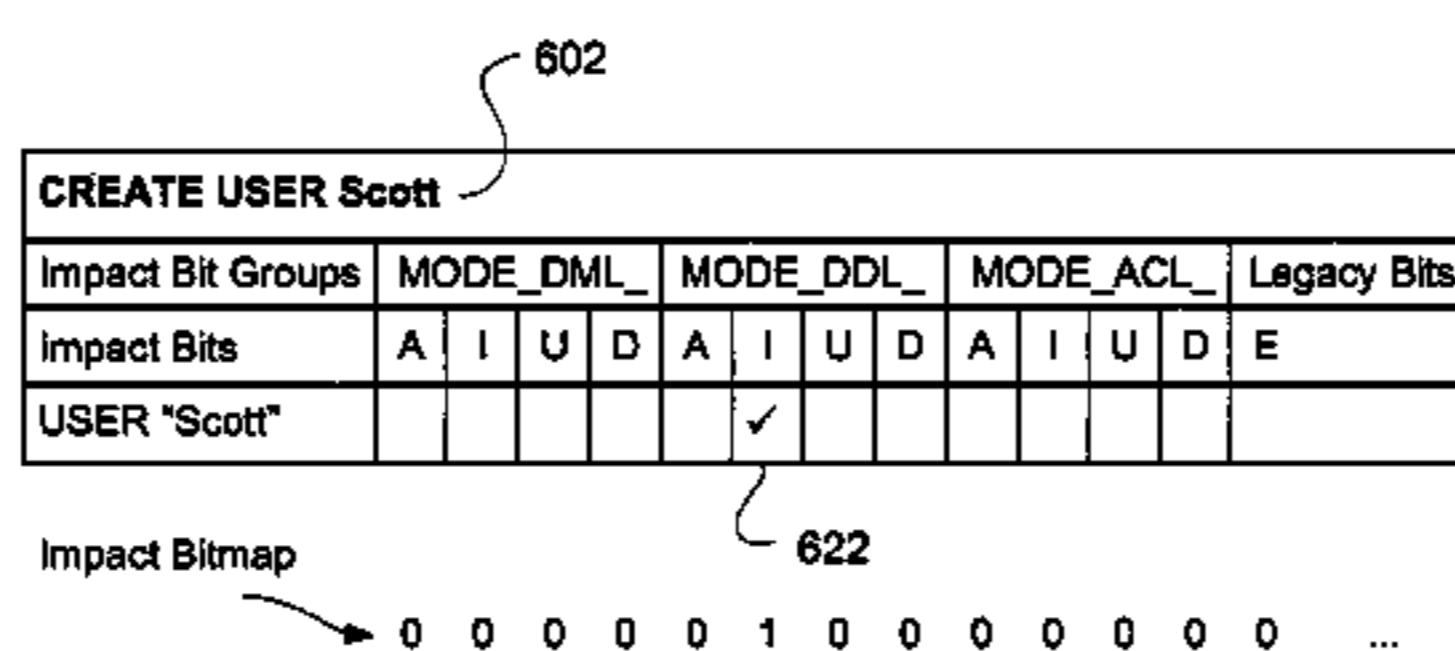 602
CREATE USER Scott
Impact Bit Groups MODE_DML_ MODE_DDL_ MODE_ACL_ Legacy Bits
Impact Bits A I U D A I U D A I U D E
USER "Scott" ✓
622
Impact Bitmap
0 0 0 0 0 1 0 0 0 0 0 0 0 ...